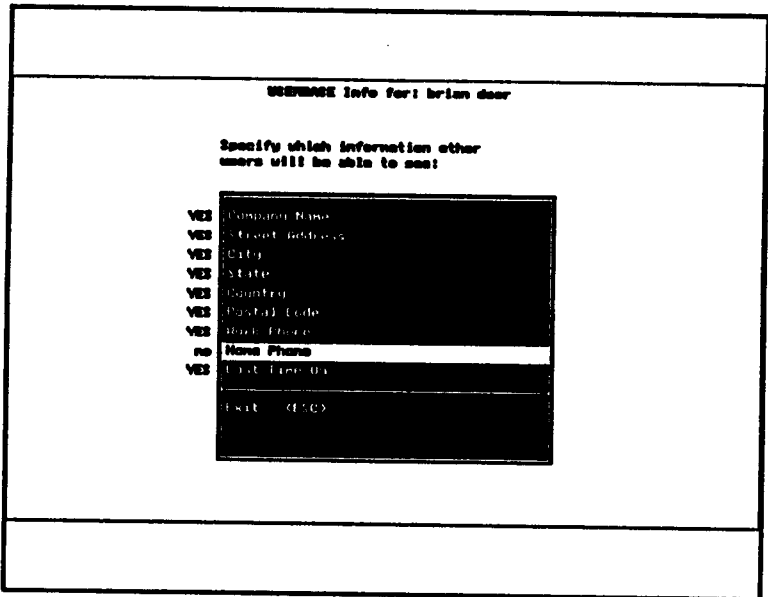 USERBASE Info for: brian dear
Specify which information other
users will be able to see:
YES Company Name
YES Street Address
YES City
YES State
YES Country
YES Postal Code
YES Work Phone
no Home Phone
YES Last Time On
Exit <ESC>